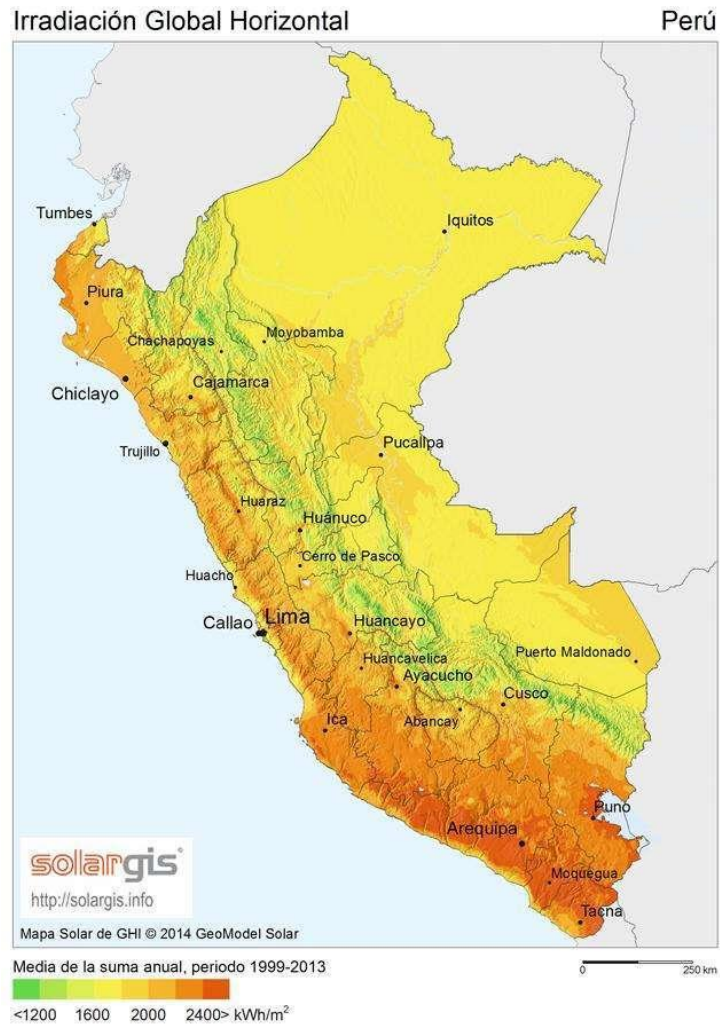 Irradiación Global Horizontal
Perú
Tumbes
Iquitos
Piura
Chachapoyas
Moyobamba
Cajamarca
Chiclayo
Trujillo
Pucallpa
Huaraz
Huánuco
Cerro de Pasco
Huacho
Callao
Lima
Huancayo
Puerto Maldonado
Huancavelica
Ayacucho
Cusco
Abancay
Ica
Puno
Arequipa
Moquegua
Tacna
solargis
http://solargis.info
Mapa Solar de GHI © 2014 GeoModel Solar
Media de la suma anual, periodo 1999-2013
0 250 km
<1200 1600 2000 2400> kWh/m²